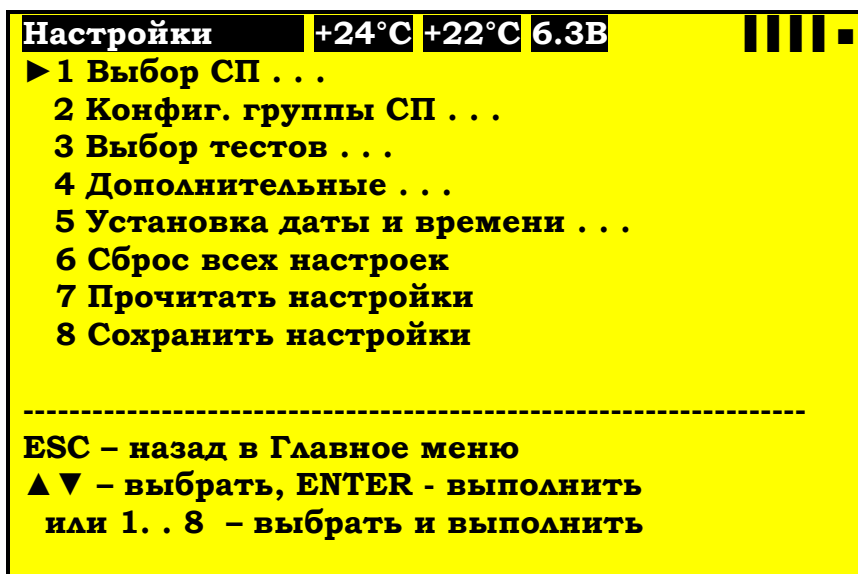 Настройки +24°C +22°C 6.3В
►1 Выбор СП . . .
2 Конфиг. группы СП . . .
3 Выбор тестов . . .
4 Дополнительные . . .
5 Установка даты и времени . . .
6 Сброс всех настроек
7 Прочитать настройки
8 Сохранить настройки
--------------------------------------------------------------------
ESC – назад в Главное меню
▲▼ – выбрать, ENTER - выполнить
или 1. . 8 – выбрать и выполнить